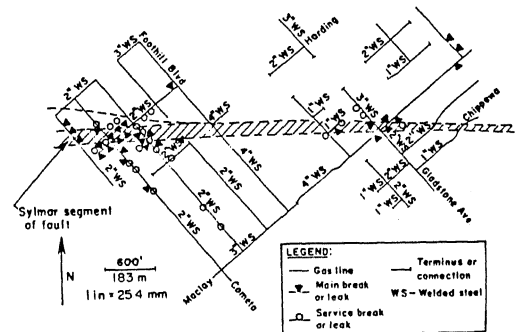 3"WS
Harding
2"WS
2"WS
1"WS
3"WS
Foothill Blvd
2"WS
2"WS
4"WS
1"WS
1"WS
3"WS
Chippewa
2"
2"
1"WS
2"WS
4"WS
2"WS
2"WS
2"WS
4"WS
1"WS
2"WS
2"WS
1"WS
Gladstone Ave
3"WS
Maclay
Cometa
Sylmar segment
of fault
N
600'
183 m
1 in = 25.4 mm
LEGEND:
Gas line
Main break
or leak
Service break
or leak
Terminus or
connection
WS-Welded steel